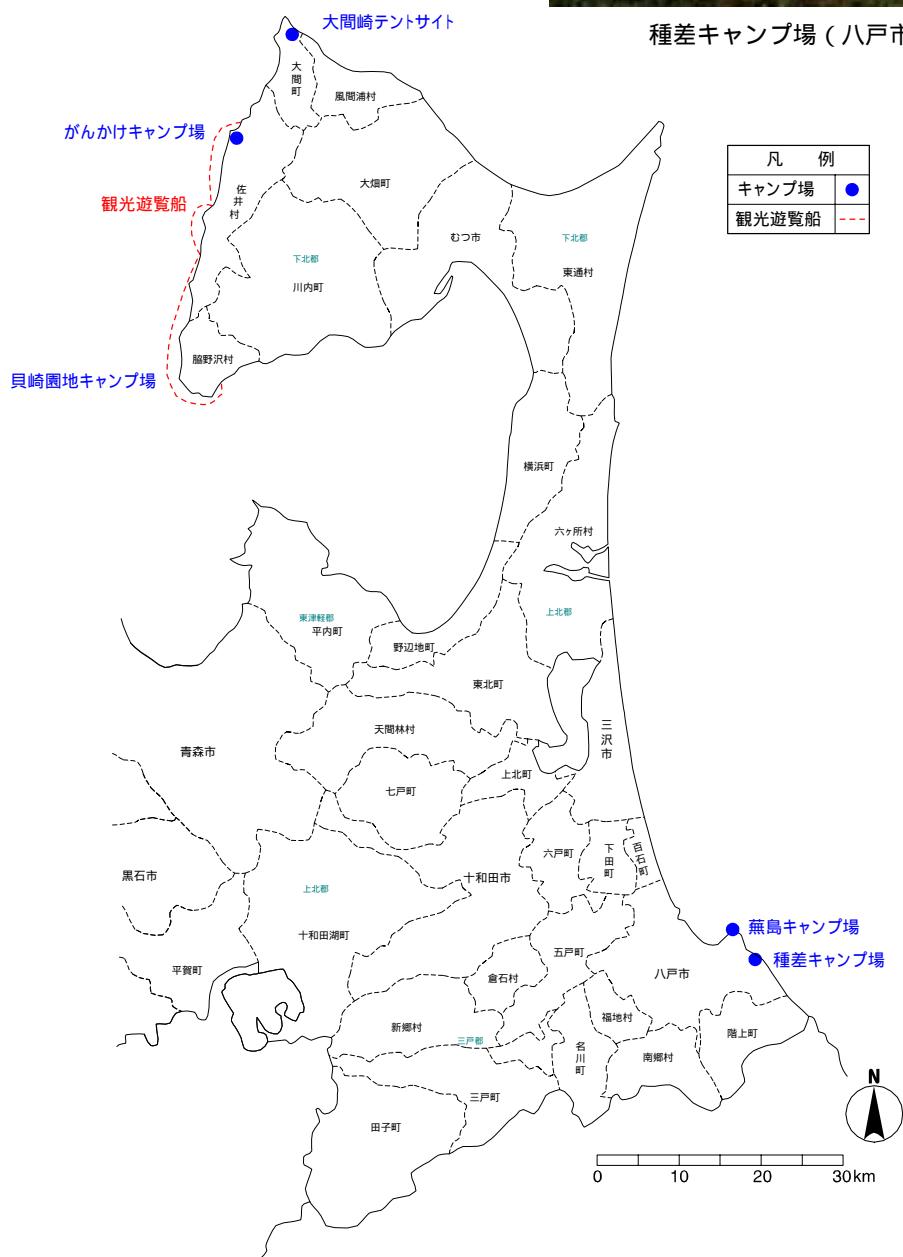 種差キャンプ場（八戸市
大間崎テントサイト
大間町
風間浦村
がんかけキャンプ場
凡 例
キャンプ場
観光遊覧船
大畑町
佐井村
観光遊覧船
むつ市
下北郡
東通村
下北郡
川内町
脇野沢村
貝崎園地キャンプ場
横浜町
六ヶ所村
東津軽郡
平内町
上北郡
野辺地町
東北町
三沢市
天間林村
青森市
上北町
七戸町
六戸町
下田町
百石町
黒石市
十和田市
上北郡
十和田湖町
蕪島キャンプ場
五戸町
種差キャンプ場
平賀町
倉石村
八戸市
福地村
新郷村
三戸郡
階上町
名川町
南郷村
三戸町
田子町
N
0 10 20 30km